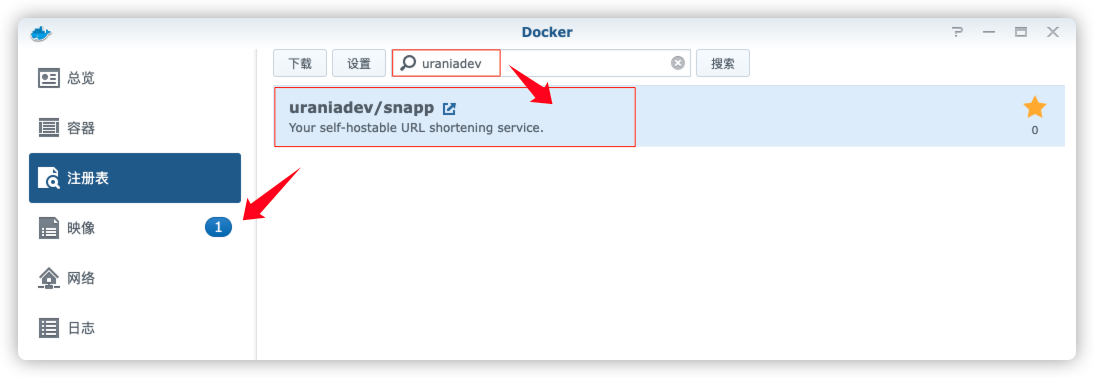 Docker
总览
容器
注册表
映像
1
网络
日志
下载
设置
uraniadev
搜索
uraniadev/snapp
Your self-hostable URL shortening service.
0